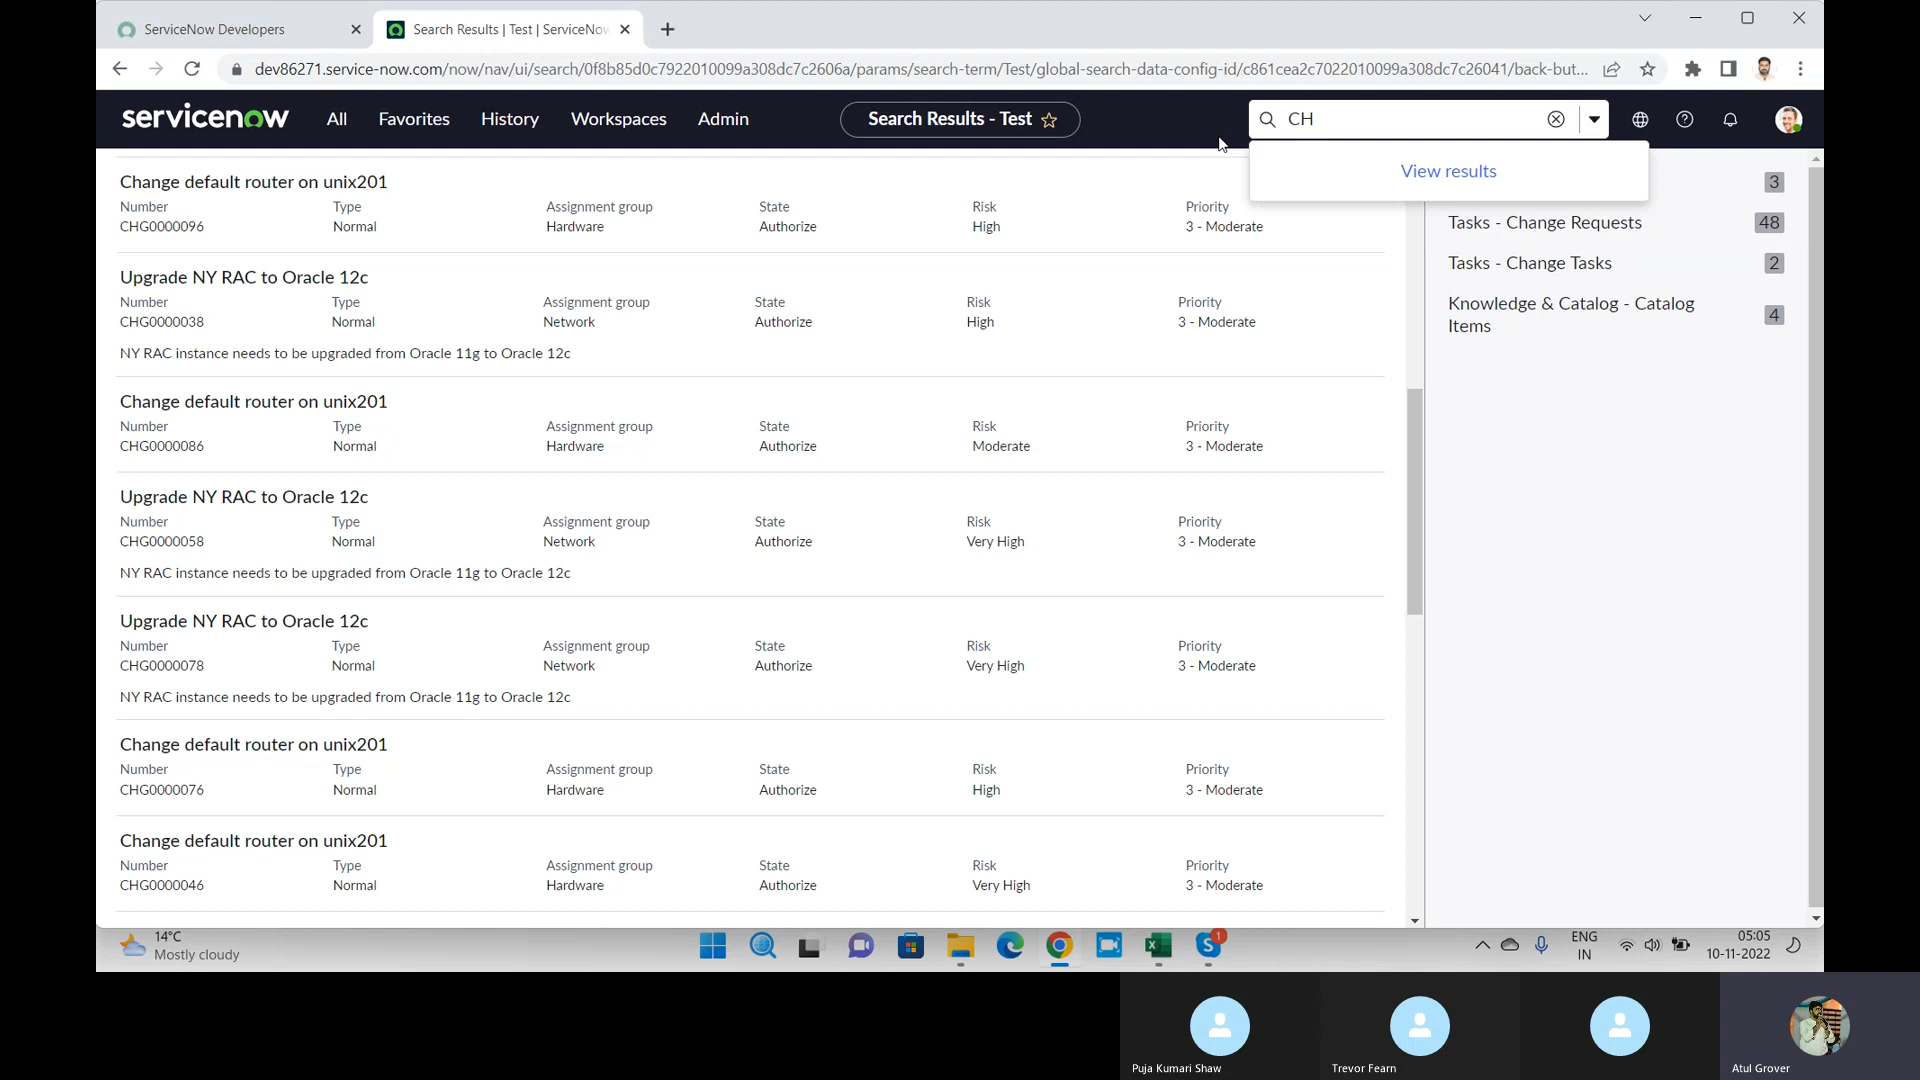 ServiceNow Developers
Search Results | Test | ServiceNow
dev86271.service-now.com/now/nav/ui/search/0f8b85d0c7922010099a308dc7c2606a/params/search-term/Test/global-search-data-config-id/c861cea2c7022010099a308dc7c26041/back-but...
servicenow All Favorites History Workspaces Admin Search Results - Test CH
View results
3
Tasks - Change Requests 48
Tasks - Change Tasks 2
Knowledge & Catalog - Catalog
Items 4
Change default router on unix201
Number Type Assignment group State Risk Priority
CHG0000096 Normal Hardware Authorize High 3 - Moderate
Upgrade NY RAC to Oracle 12c
Number Type Assignment group State Risk Priority
CHG0000038 Normal Network Authorize High 3 - Moderate
NY RAC instance needs to be upgraded from Oracle 11g to Oracle 12c
Change default router on unix201
Number Type Assignment group State Risk Priority
CHG0000086 Normal Hardware Authorize Moderate 3 - Moderate
Upgrade NY RAC to Oracle 12c
Number Type Assignment group State Risk Priority
CHG0000058 Normal Network Authorize Very High 3 - Moderate
NY RAC instance needs to be upgraded from Oracle 11g to Oracle 12c
Upgrade NY RAC to Oracle 12c
Number Type Assignment group State Risk Priority
CHG0000078 Normal Network Authorize Very High 3 - Moderate
NY RAC instance needs to be upgraded from Oracle 11g to Oracle 12c
Change default router on unix201
Number Type Assignment group State Risk Priority
CHG0000076 Normal Hardware Authorize High 3 - Moderate
Change default router on unix201
Number Type Assignment group State Risk Priority
CHG0000046 Normal Hardware Authorize Very High 3 - Moderate
14°C
Mostly cloudy
1
ENG
IN
05:05
10-11-2022
Puja Kumari Shaw
Trevor Fearn
Atul Grover